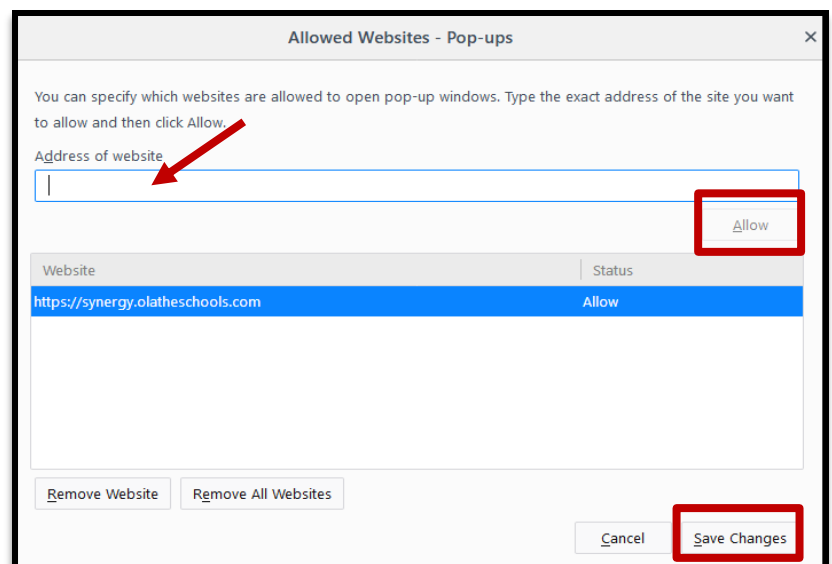 Allowed Websites - Pop-ups
You can specify which websites are allowed to open pop-up windows. Type the exact address of the site you want
to allow and then click Allow.
Address of website
Allow
Website Status
https://synergy.olatheschools.com Allow
Remove Website Remove All Websites
Cancel Save Changes